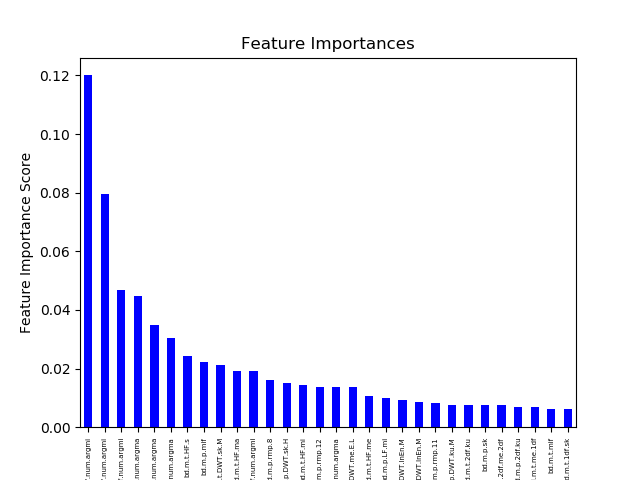 Feature Importances
Feature Importance Score
0.12
0.10
0.08
0.06
0.04
0.02
0.00
.num.argmi
.num.argmi
.num.argmi
.num.argma
.num.argma
.num.argma
bd.m.t.HF.s
bd.m.p.mif
.t.DWT.sk.M
d.m.t.HF.ma
.num.argmi
d.m.p.rmp.8
.p.DWT.sk.H
bd.m.t.HF.mi
m.p.rmp.12
.num.argma
DWT.me.E.L
d.m.t.HF.me
d.m.p.LF.mi
DWT.InEn.M
DWT.InEn.M
m.p.rmp.11
p.DWT.ku.M
d.m.t.2df.ku
bd.m.p.sk
.2df.me.2df
d.m.p.2df.ku
m.t.me.1df
bd.m.t.mif
d.m.t.1df.sk